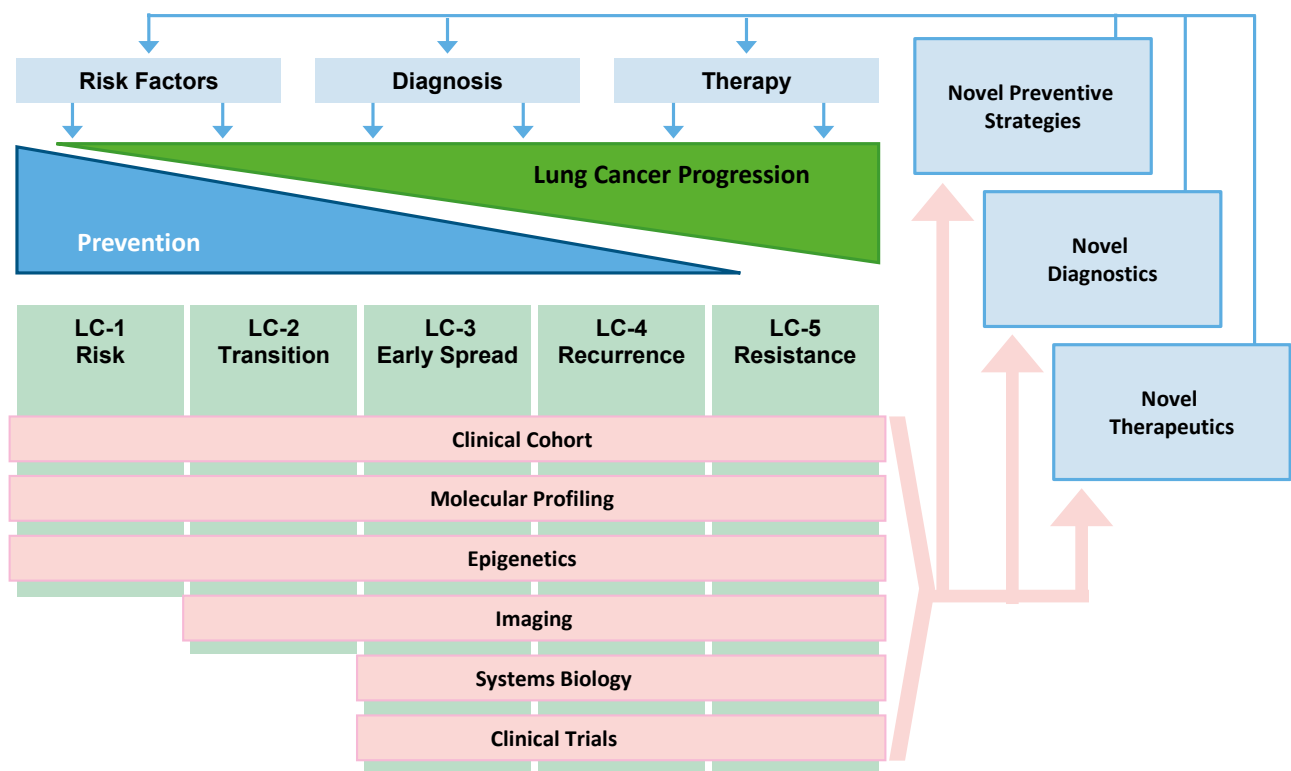 Risk Factors
Diagnosis
Therapy
Novel Preventive
Strategies
Lung Cancer Progression
Prevention
Novel
Diagnostics
LC-1
Risk
LC-2
Transition
LC-3
Early Spread
LC-4
Recurrence
LC-5
Resistance
Novel
Therapeutics
Clinical Cohort
Molecular Profiling
Epigenetics
Imaging
Systems Biology
Clinical Trials